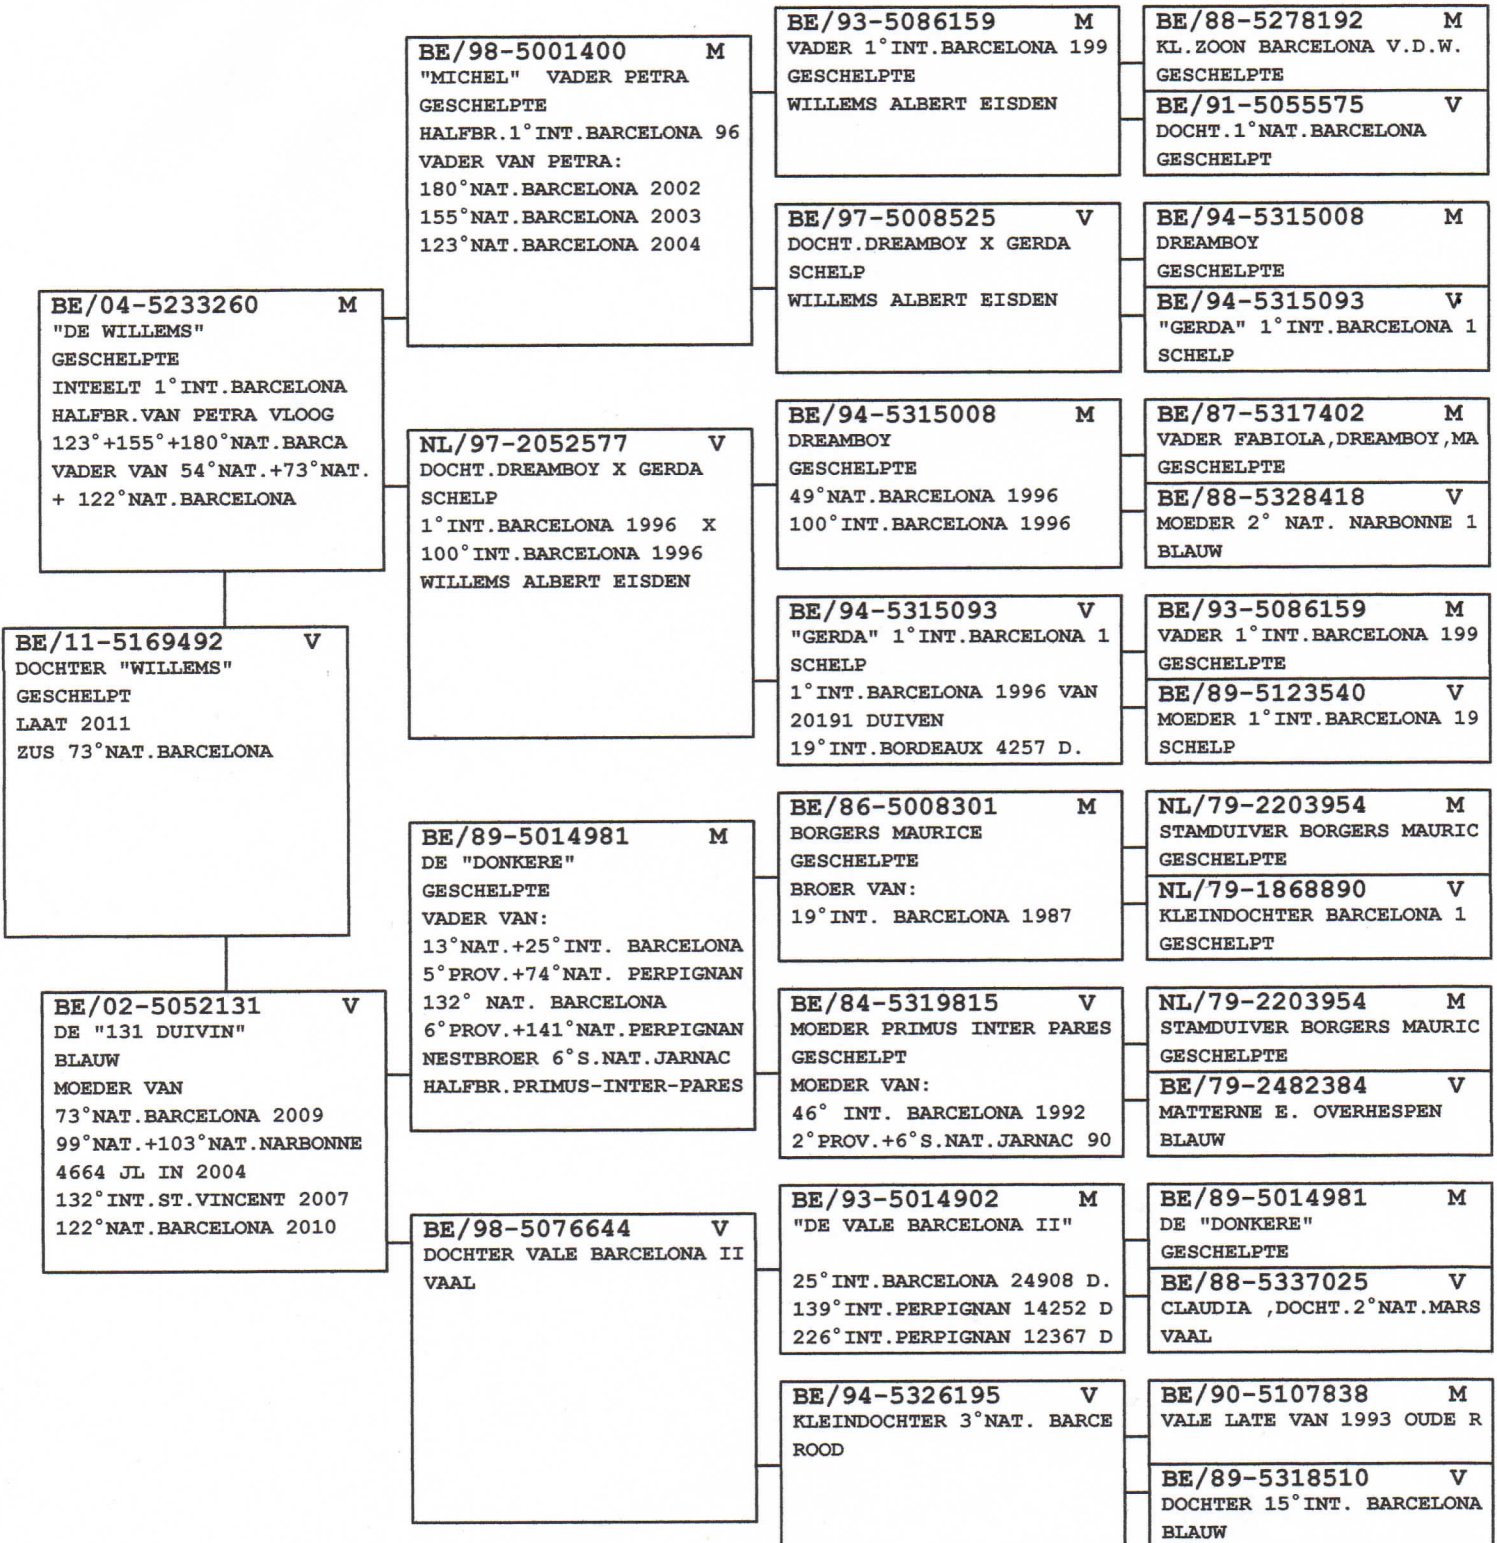 BE/11-5169492 V
DOCHTER "WILLEMS"
GESCHELPT
LAAT 2011
ZUS 73°NAT.BARCELONA
BE/04-5233260 M
"DE WILLEMS"
GESCHELPTE
INTEELT 1°INT.BARCELONA
HALFBR.VAN PETRA VLOOG
123°+155°+180°NAT.BARCA
VADER VAN 54°NAT.+73°NAT.
+ 122°NAT.BARCELONA
BE/02-5052131 V
DE "131 DUIVIN"
BLAUW
MOEDER VAN
73°NAT.BARCELONA 2009
99°NAT.+103°NAT.NARBONNE
4664 JL IN 2004
132°INT.ST.VINCENT 2007
122°NAT.BARCELONA 2010
BE/98-5001400 M
"MICHEL" VADER PETRA
GESCHELPTE
HALFBR.1°INT.BARCELONA 96
VADER VAN PETRA:
180°NAT.BARCELONA 2002
155°NAT.BARCELONA 2003
123°NAT.BARCELONA 2004
NL/97-2052577 V
DOCHT.DREAMBOY X GERDA
SCHELP
1°INT.BARCELONA 1996 X
100°INT.BARCELONA 1996
WILLEMS ALBERT EISDEN
BE/89-5014981 M
DE "DONKERE"
GESCHELPTE
VADER VAN:
13°NAT.+25°INT. BARCELONA
5°PROV.+74°NAT. PERPIGNAN
132° NAT. BARCELONA
6°PROV.+141°NAT.PERPIGNAN
NESTBROER 6°S.NAT.JARNAC
HALFBR.PRIMUS-INTER-PARES
BE/98-5076644 V
DOCHTER VALE BARCELONA II
VAAL
BE/93-5086159 M
VADER 1°INT.BARCELONA 199
GESCHELPTE
WILLEMS ALBERT EISDEN
BE/97-5008525 V
DOCHT.DREAMBOY X GERDA
SCHELP
WILLEMS ALBERT EISDEN
BE/94-5315008 M
DREAMBOY
GESCHELPTE
49°NAT.BARCELONA 1996
100°INT.BARCELONA 1996
BE/94-5315093 V
"GERDA" 1°INT.BARCELONA 1
SCHELP
1°INT.BARCELONA 1996 VAN
20191 DUIVEN
19°INT.BORDEAUX 4257 D.
BE/86-5008301 M
BORGERS MAURICE
GESCHELPTE
BROER VAN:
19°INT. BARCELONA 1987
BE/84-5319815 V
MOEDER PRIMUS INTER PARES
GESCHELPT
MOEDER VAN:
46° INT. BARCELONA 1992
2°PROV.+6°S.NAT.JARNAC 90
BE/93-5014902 M
"DE VALE BARCELONA II"
25°INT.BARCELONA 24908 D.
139°INT.PERPIGNAN 14252 D
226°INT.PERPIGNAN 12367 D
BE/94-5326195 V
KLEINDOCHTER 3°NAT. BARCE
ROOD
BE/88-5278192 M
KL.ZOON BARCELONA V.D.W.
GESCHELPTE
BE/91-5055575 V
DOCHT.1°NAT.BARCELONA
GESCHELPT
BE/94-5315008 M
DREAMBOY
GESCHELPTE
BE/94-5315093 V
"GERDA" 1°INT.BARCELONA 1
SCHELP
BE/87-5317402 M
VADER FABIOLA,DREAMBOY,MA
GESCHELPTE
BE/88-5328418 V
MOEDER 2° NAT. NARBONNE 1
BLAUW
BE/93-5086159 M
VADER 1°INT.BARCELONA 199
GESCHELPTE
BE/89-5123540 V
MOEDER 1°INT.BARCELONA 19
SCHELP
NL/79-2203954 M
STAMDUIVER BORGERS MAURIC
GESCHELPTE
NL/79-1868890 V
KLEINDOCHTER BARCELONA 1
GESCHELPT
NL/79-2203954 M
STAMDUIVER BORGERS MAURIC
GESCHELPTE
BE/79-2482384 V
MATTERNE E. OVERHESPEN
BLAUW
BE/89-5014981 M
DE "DONKERE"
GESCHELPTE
BE/88-5337025 V
CLAUDIA ,DOCHT.2°NAT.MARS
VAAL
BE/90-5107838 M
VALE LATE VAN 1993 OUDE R
BE/89-5318510 V
DOCHTER 15°INT. BARCELONA
BLAUW